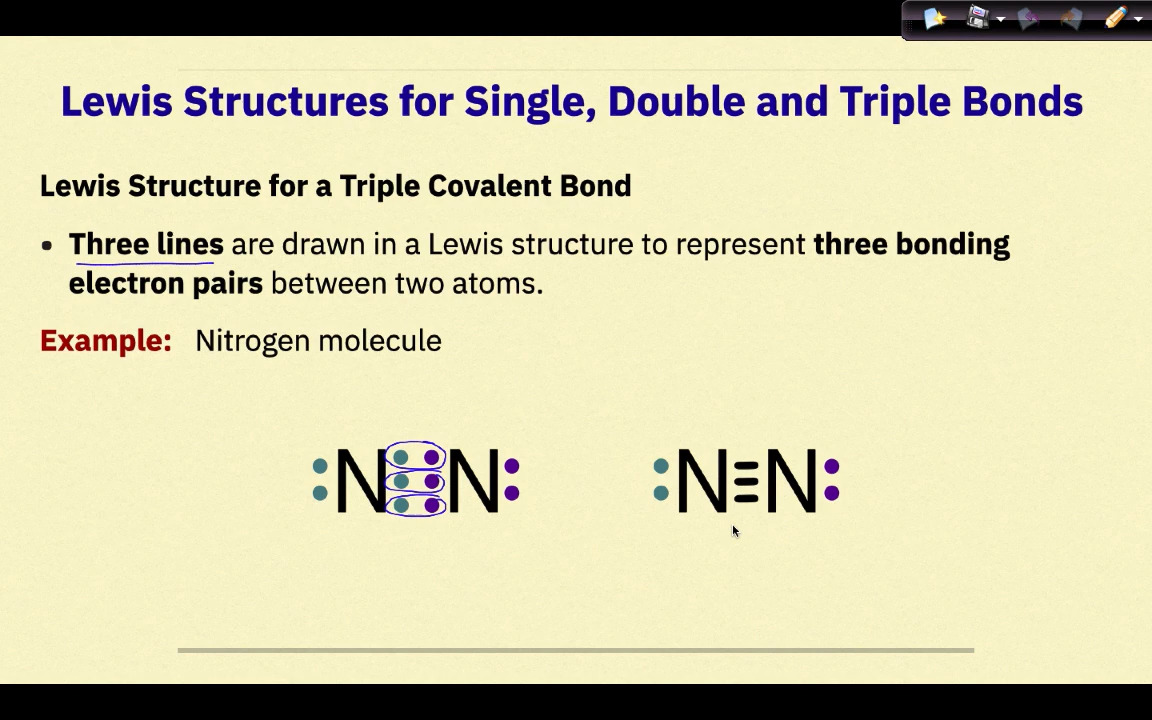 Lewis Structures for Single, Double and Triple Bonds
Lewis Structure for a Triple Covalent Bond
• Three lines are drawn in a Lewis structure to represent three bonding
electron pairs between two atoms.
Example: Nitrogen molecule
N N N≡N